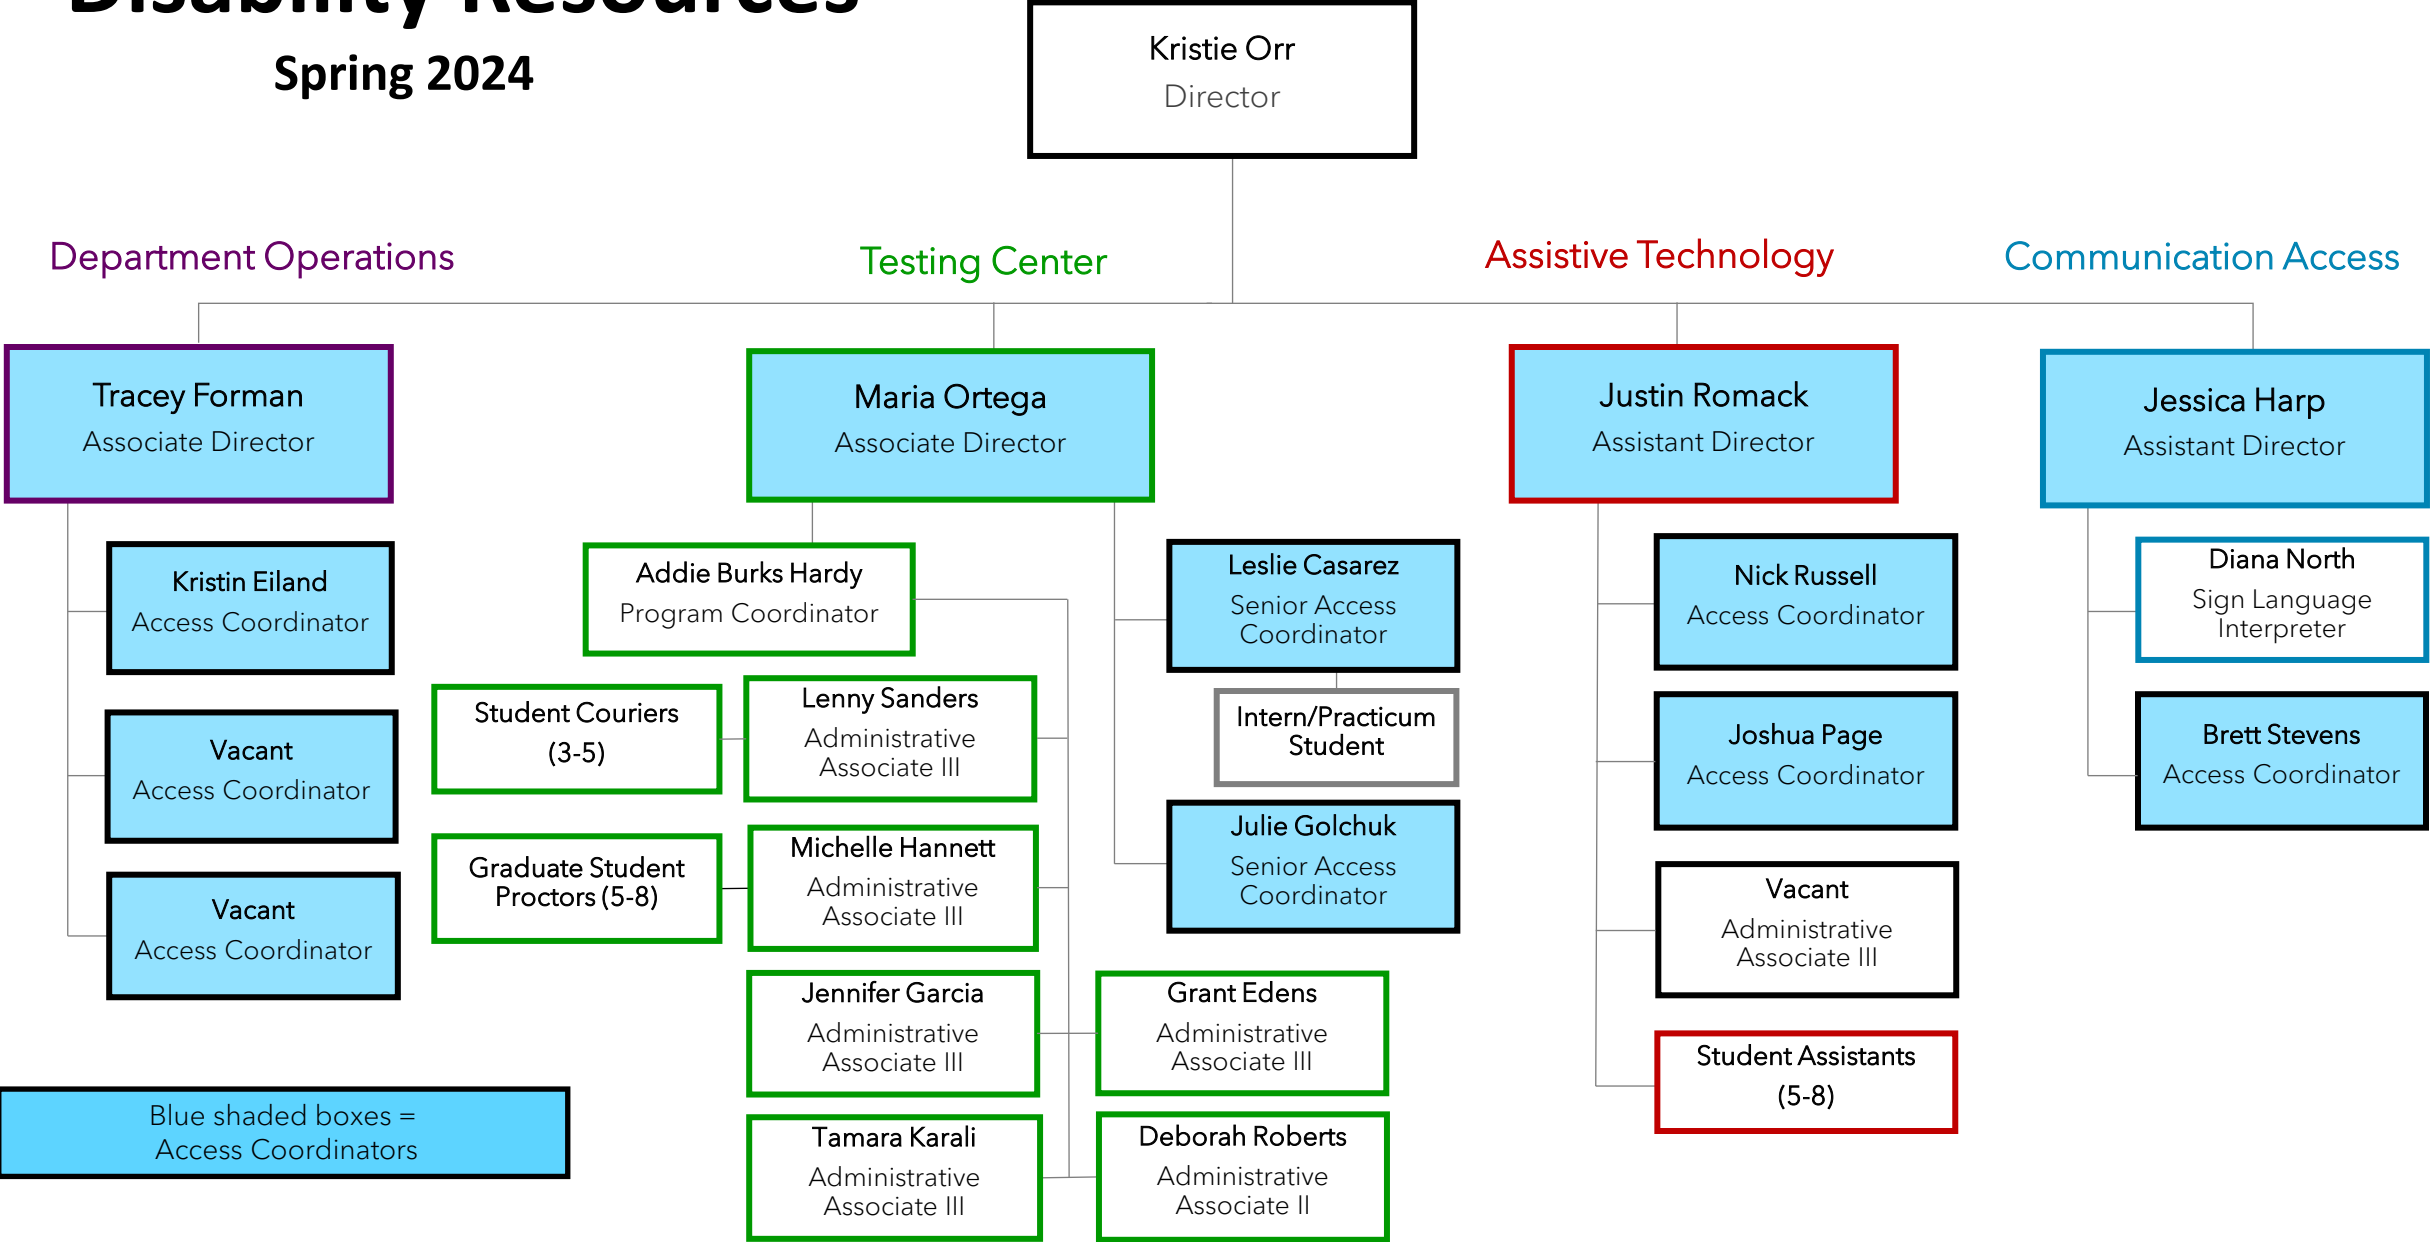 Disability Resources
Spring 2024
Kristie Orr
Director
Department Operations
Testing Center
Assistive Technology
Communication Access
Tracey Forman
Associate Director
Kristin Eiland
Access Coordinator
Vacant
Access Coordinator
Vacant
Access Coordinator
Maria Ortega
Associate Director
Addie Burks Hardy
Program Coordinator
Student Couriers
(3-5)
Lenny Sanders
Administrative
Associate III
Graduate Student
Proctors (5-8)
Michelle Hannett
Administrative
Associate III
Jennifer Garcia
Administrative
Associate III
Grant Edens
Administrative
Associate III
Tamara Karali
Administrative
Associate III
Deborah Roberts
Administrative
Associate II
Leslie Casarez
Senior Access
Coordinator
Intern/Practicum
Student
Julie Golchuk
Senior Access
Coordinator
Justin Romack
Assistant Director
Nick Russell
Access Coordinator
Joshua Page
Access Coordinator
Vacant
Administrative
Associate III
Student Assistants
(5-8)
Jessica Harp
Assistant Director
Diana North
Sign Language
Interpreter
Brett Stevens
Access Coordinator
Blue shaded boxes =
Access Coordinators